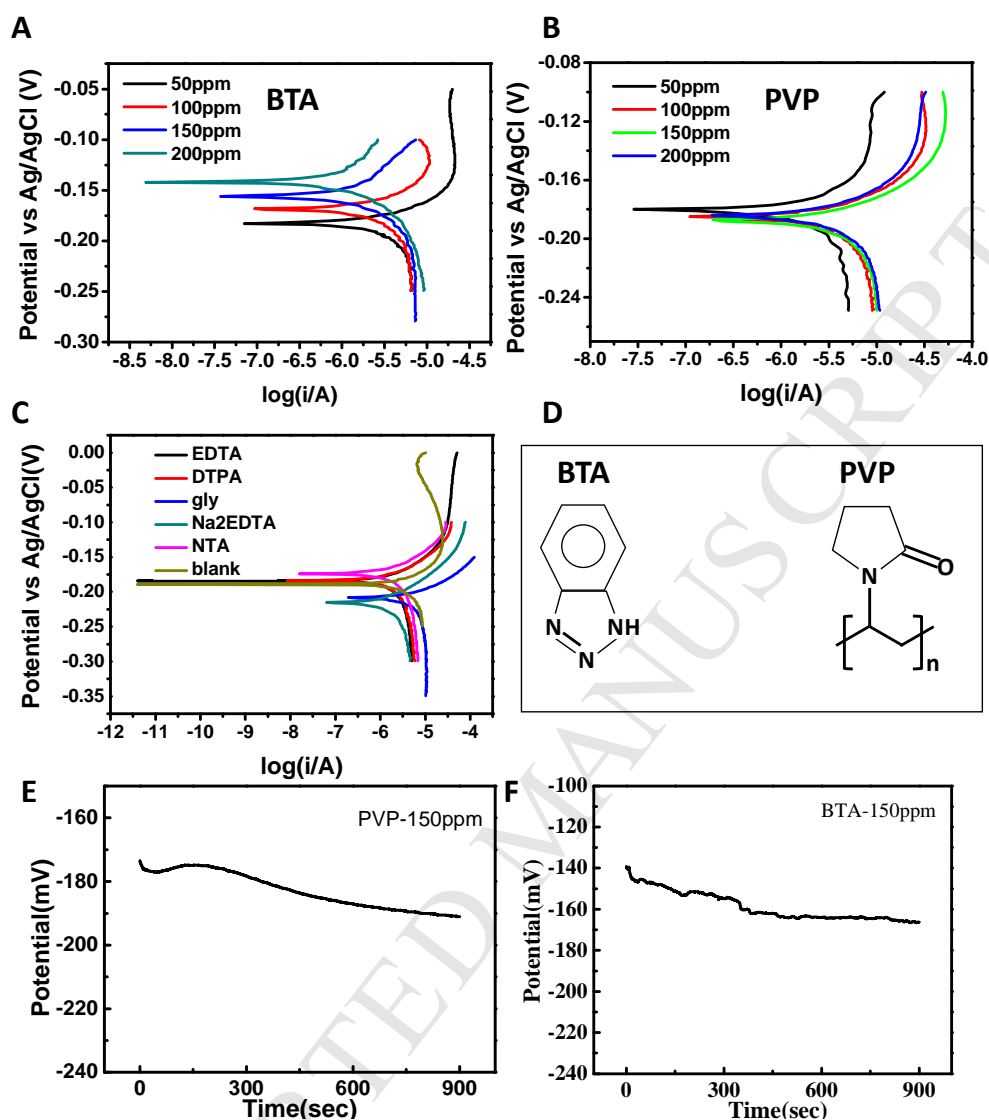 A
Potential vs Ag/AgCl (V)
-0.05
-0.10
-0.15
-0.20
-0.25
-0.30
50ppm
100ppm
150ppm
200ppm
BTA
-8.5 -8.0 -7.5 -7.0 -6.5 -6.0 -5.5 -5.0 -4.5
log(i/A)
B
Potential vs Ag/AgCl (V)
-0.08
-0.12
-0.16
-0.20
-0.24
50ppm
100ppm
150ppm
200ppm
PVP
-8.0 -7.5 -7.0 -6.5 -6.0 -5.5 -5.0 -4.5 -4.0
log(i/A)
C
Potential vs Ag/AgCl(V)
0.00
-0.05
-0.10
-0.15
-0.20
-0.25
-0.30
-0.35
EDTA
DTPA
gly
Na2EDTA
NTA
blank
-12 -11 -10 -9 -8 -7 -6 -5 -4
log(i/A)
D
BTA
N
N
NH
PVP
N
O
n
E
Potential(mV)
-160
-180
-200
-220
-240
PVP-150ppm
0 300 600 900
Time(sec)
F
Potential(mV)
-100
-120
-140
-160
-180
-200
-220
-240
BTA-150ppm
0 300 600 900
Time(sec)
PTED MANUSCRIPT